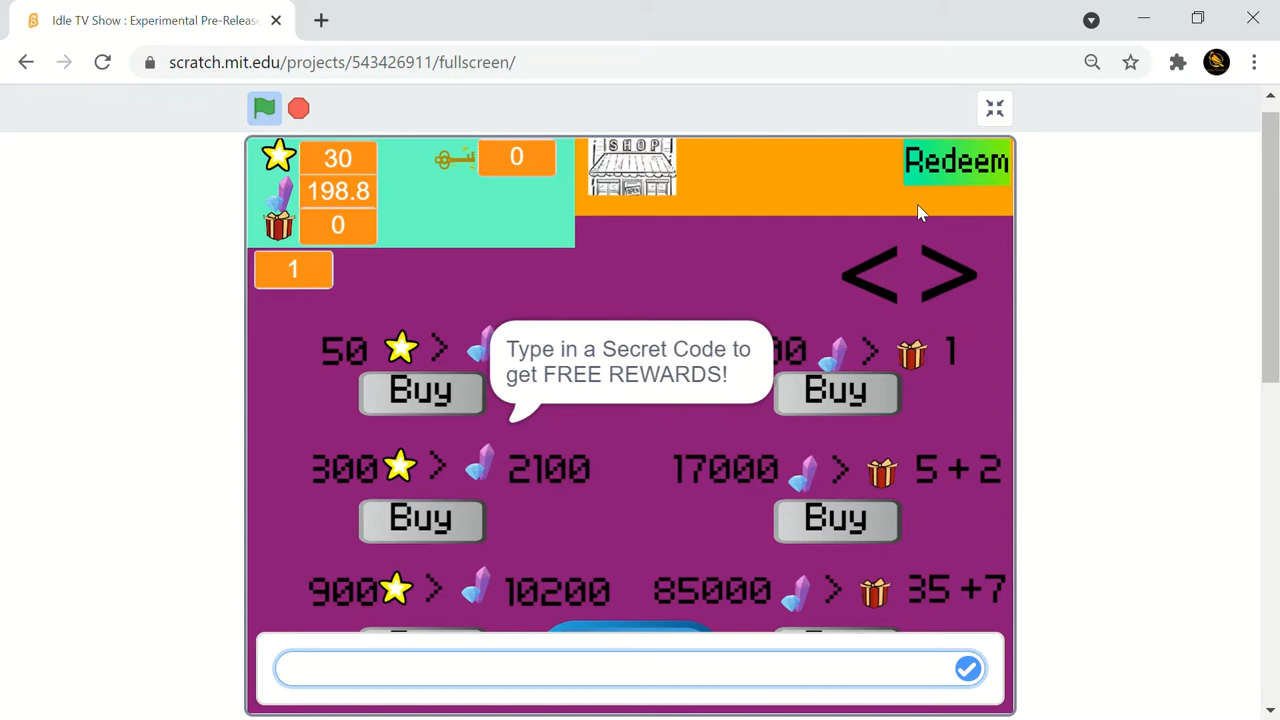 Idle TV Show : Experimental Pre-Releas
scratch.mit.edu/projects/543426911/fullscreen/
30
0
SHOP
Redeem
198.8
0
1
< >
50 >
> 1
Type in a Secret Code to
get FREE REWARDS!
Buy
Buy
300 > 2100
17000 > 5+2
Buy
Buy
900 > 10200
85000 > 35+7